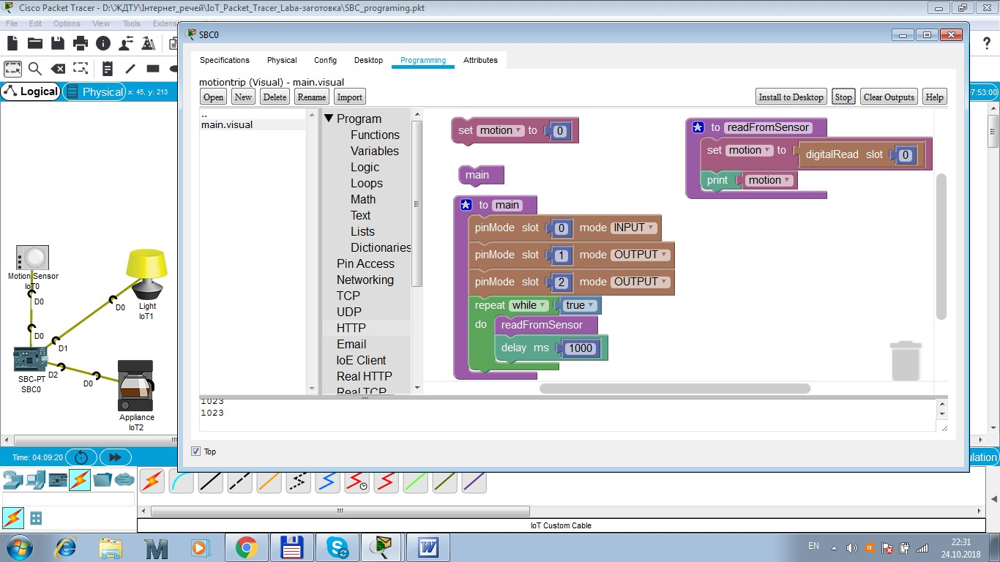 Cisco Packet Tracer - D:\ЖДТУ\Інтернет_речей\IoT_Packet_Tracer_Laba-заготовка\SBC_programing.pkt
File Edit Options View Tools Extens
SBC0
?
Specifications Physical Config Desktop Programming Attributes
motiontrip (Visual) - main.visual
Open New Delete Rename Import Install to Desktop Stop Clear Outputs Help
Logical Physical x: 45, y: 213
7:53:00
..
main.visual
Program
Functions
Variables
Logic
Loops
Math
Text
Lists
Dictionaries
Pin Access
Networking
TCP
UDP
HTTP
Email
IoE Client
Real HTTP
Real TCP
set motion to 0
main
to main
pinMode slot 0 mode INPUT
pinMode slot 1 mode OUTPUT
pinMode slot 2 mode OUTPUT
repeat while true
do readFromSensor
delay ms 1000
to readFromSensor
set motion to digitalRead slot 0
print motion
Motion Sensor
IoT0
D0
D0
D0
Light
IoT1
D1
D2
D0
SBC-PT
SBC0
Appliance
IoT2
1023
1023
Top
Time: 04:09:20
ulation
IoT Custom Cable
EN
22:31
24.10.2018